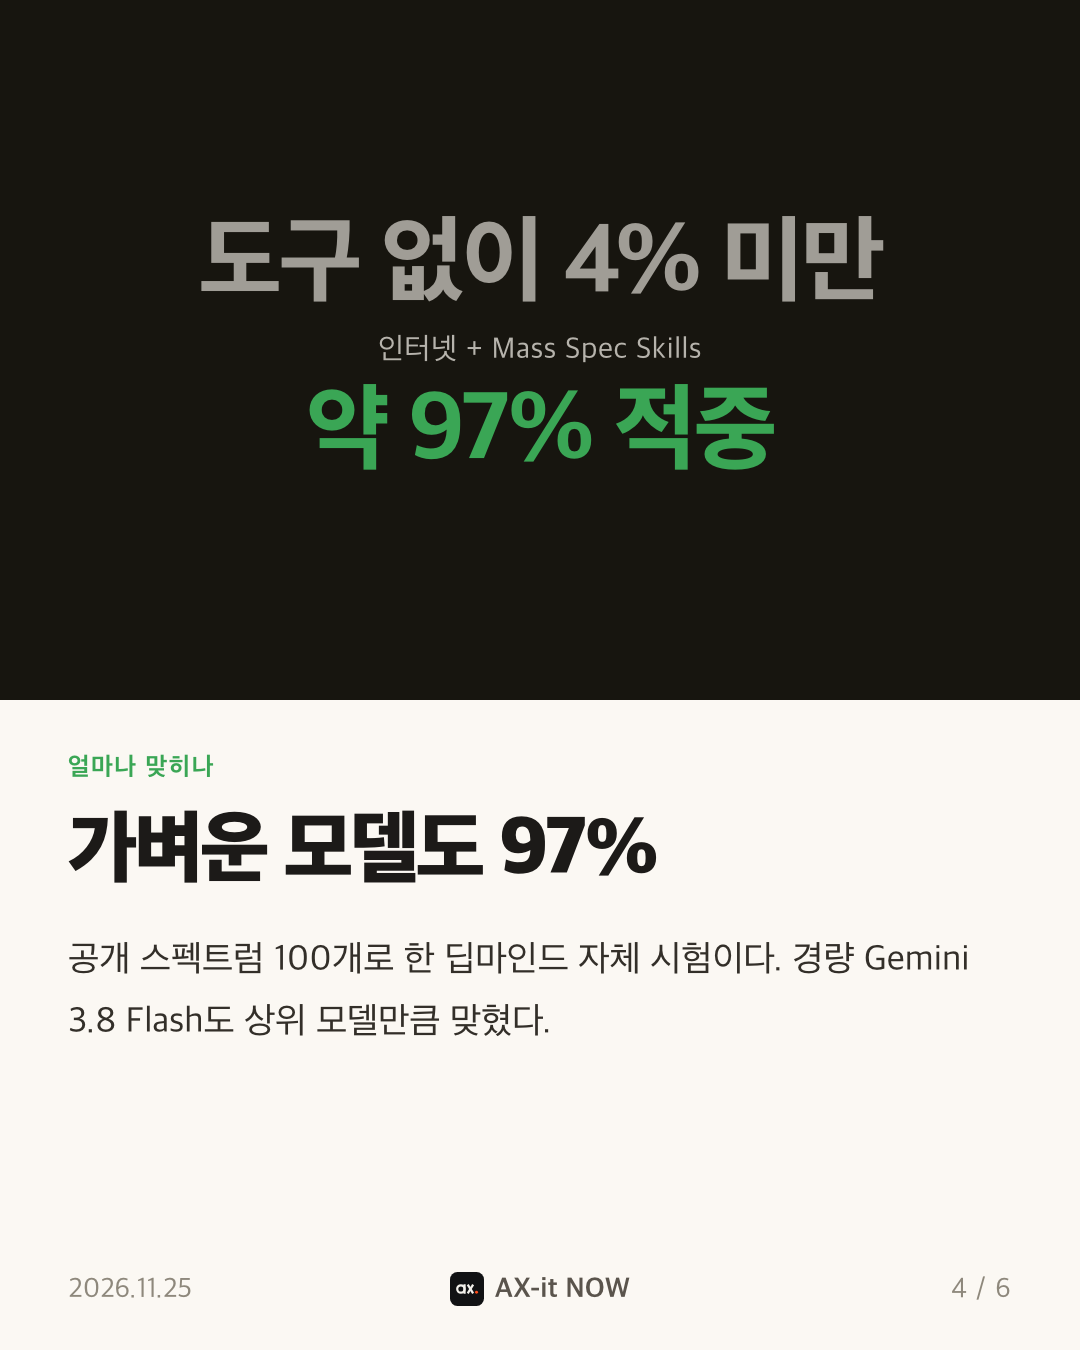 도구 없이 4% 미만
인터넷 + Mass Spec Skills
약 97% 적중
얼마나 맞히나
가벼운 모델도 97%
공개 스펙트럼 100개로 한 딥마인드 자체 시험이다. 경량 Gemini
3.8 Flash도 상위 모델만큼 맞혔다.
2026.11.25
ax. AX-it NOW
4 / 6